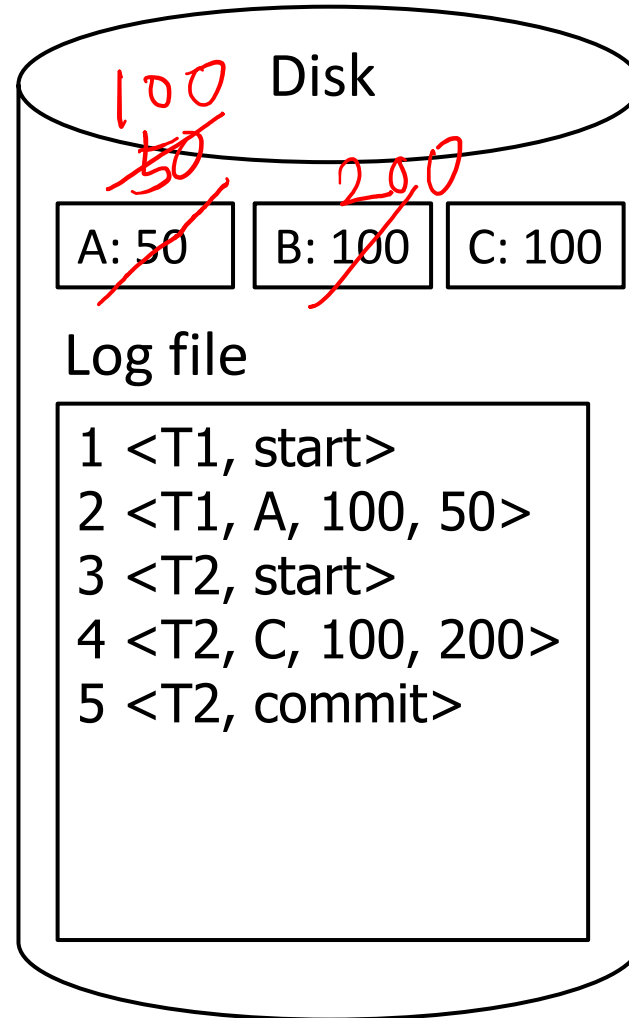 Disk
100
50
200
A: 50 B: 100 C: 100
Log file
1 <T1, start>
2 <T1, A, 100, 50>
3 <T2, start>
4 <T2, C, 100, 200>
5 <T2, commit>